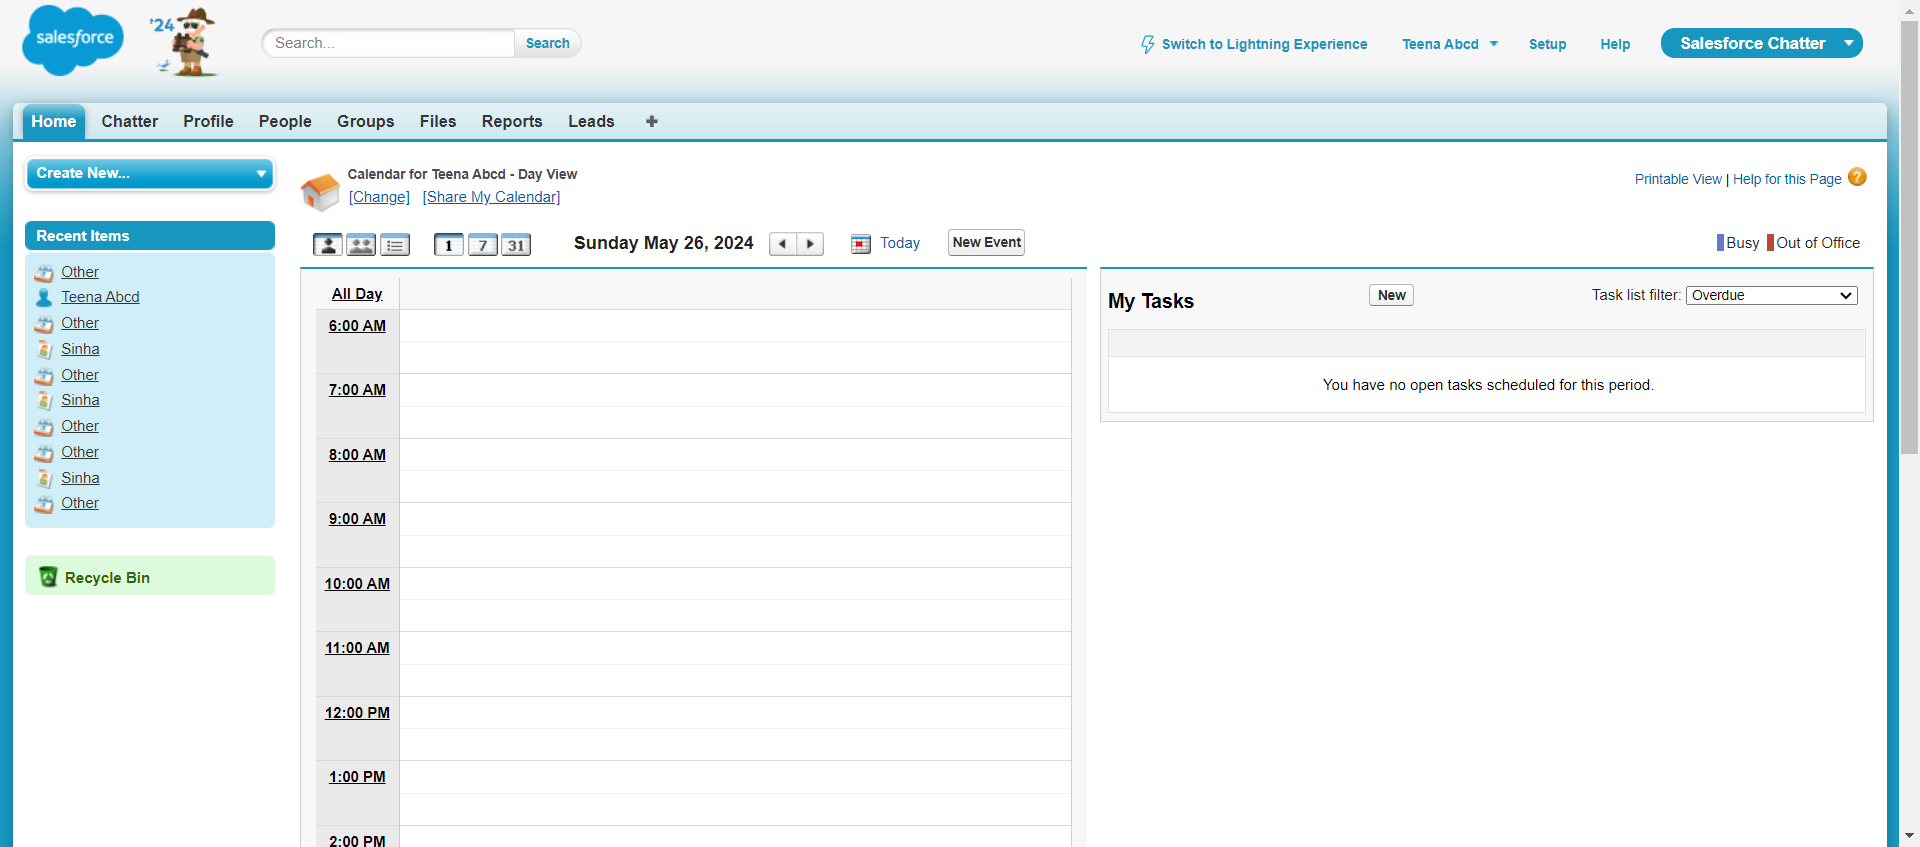 salesforce
'24
Search...
Search
Switch to Lightning Experience
Teena Abcd
Setup
Help
Salesforce Chatter
Home
Chatter
Profile
People
Groups
Files
Reports
Leads
Create New...
Recent Items
Other
Teena Abcd
Other
Sinha
Other
Sinha
Other
Other
Sinha
Other
Recycle Bin
Calendar for Teena Abcd - Day View
[Change] [Share My Calendar]
Printable View | Help for this Page ?
1
7
31
Sunday May 26, 2024
Today
New Event
Busy
Out of Office
All Day
6:00 AM
7:00 AM
8:00 AM
9:00 AM
10:00 AM
11:00 AM
12:00 PM
1:00 PM
2:00 PM
My Tasks
New
Task list filter: Overdue
You have no open tasks scheduled for this period.